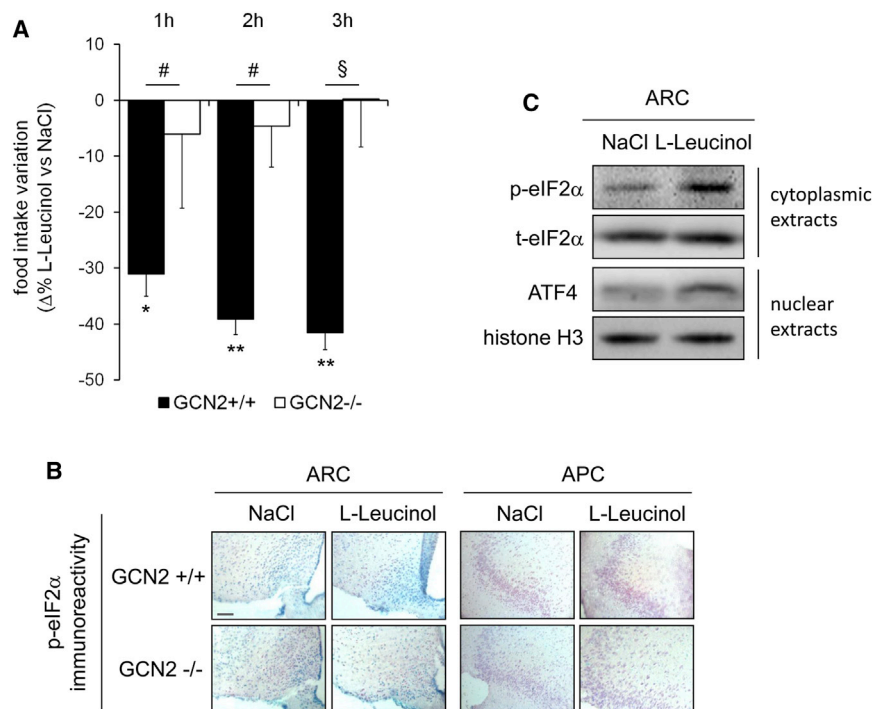 A
1h 2h 3h
10
0
-10
-20
-30
-40
-50
food intake variation
(Δ% L-Leucinol vs NaCl)
# # §
*
**
**
GCN2+/+ GCN2-/-
C
ARC
NaCl L-Leucinol
p-eIF2α
t-eIF2α
cytoplasmic
extracts
ATF4
histone H3
nuclear
extracts
B
ARC APC
NaCl L-Leucinol NaCl L-Leucinol
p-eIF2α
immunoreactivity
GCN2 +/+
GCN2 -/-